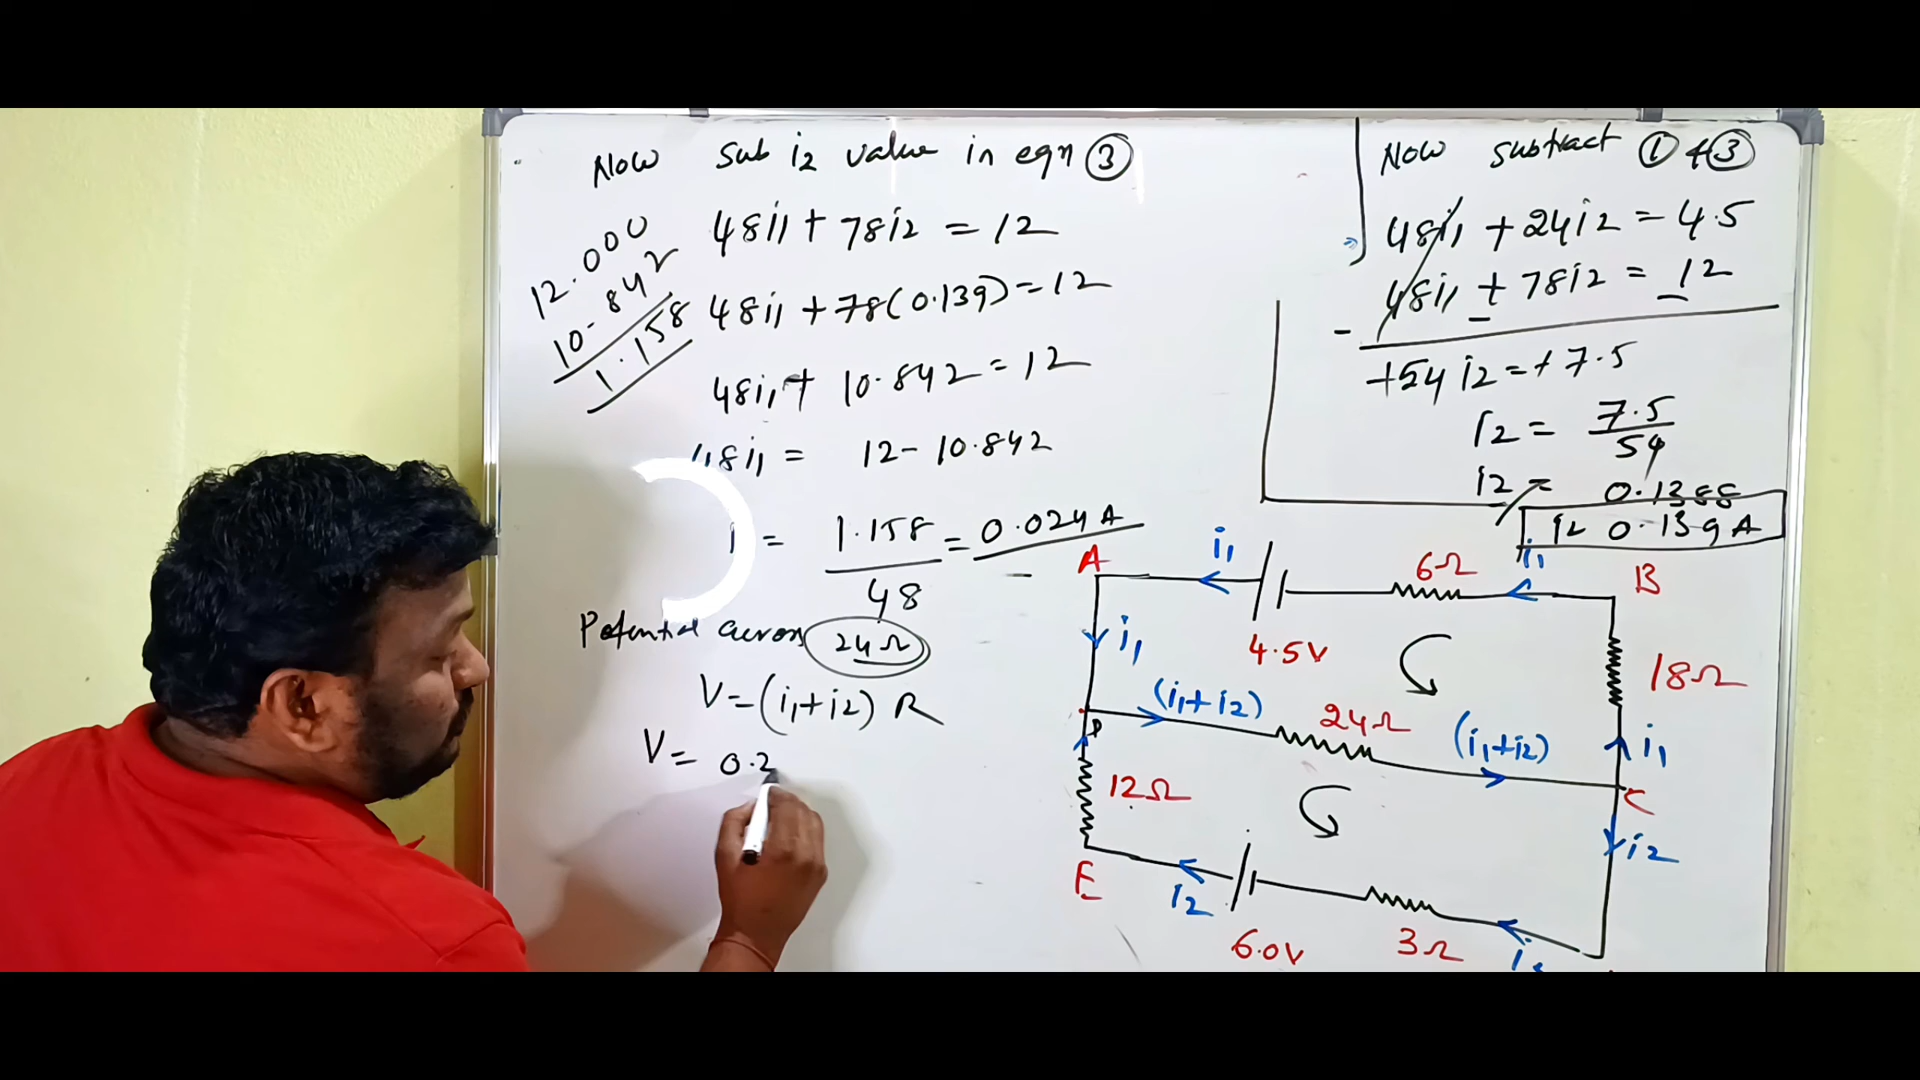 Now sub i2 value in eqn ③
48i1 + 78i2 = 12
48i1 + 78(0.139) = 12
48i1 + 10.842 = 12
48i1 = 12 - 10.842
i = 1.158 / 48 = 0.024 A
12.000
10.842
1.158
Potential across 24Ω
V = (i1+i2) R
V = 0.2
Now subtract ① & ③
48i1 + 24i2 = 4.5
48i1 + 78i2 = 12
-
+54 i2 = +7.5
i2 = 7.5 / 54
i2 = 0.1388
i2 0.139 A
A
i1
6Ω
i1
B
4.5V
i1
18Ω
(i1+i2)
24Ω
(i1+i2)
i1
12Ω
C
i2
E
i2
6.0V
3Ω